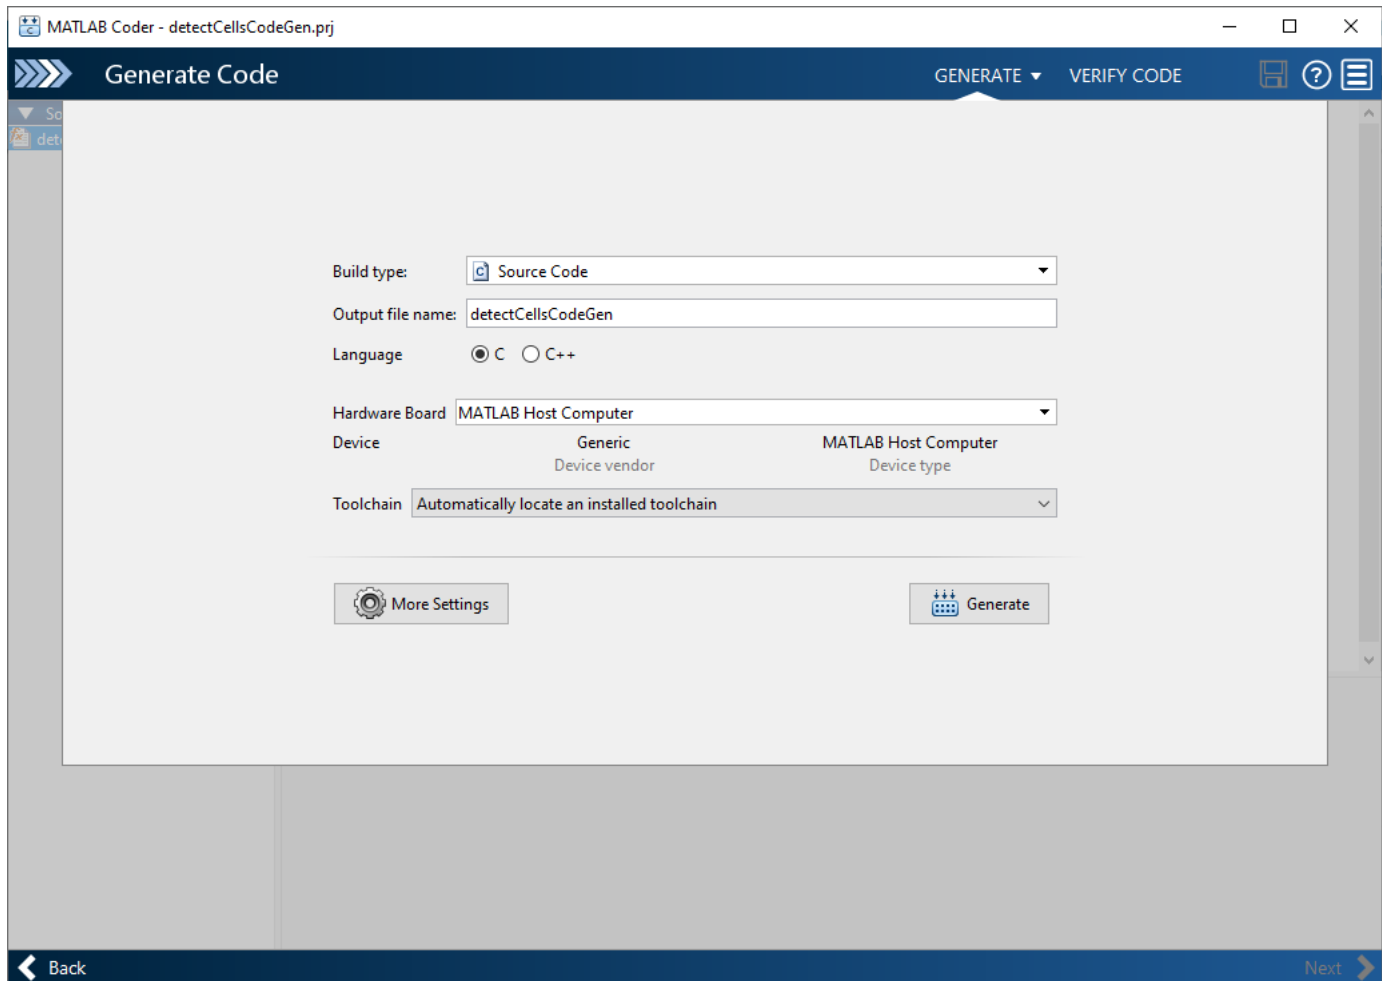 MATLAB Coder - detectCellsCodeGen.prj
Generate Code
GENERATE
VERIFY CODE
So
det
Build type:
Source Code
Output file name:
detectCellsCodeGen
Language
C
C++
Hardware Board
MATLAB Host Computer
Device
Generic
MATLAB Host Computer
Device vendor
Device type
Toolchain
Automatically locate an installed toolchain
More Settings
Generate
Back
Next